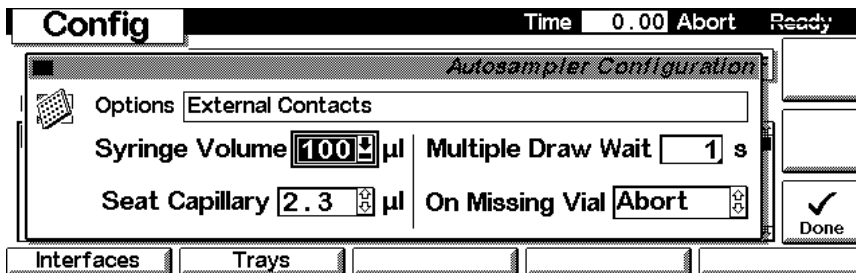 Config
Time 0.00 Abort Ready
Autosampler Configuration
Options External Contacts
Syringe Volume 100 µl Multiple Draw Wait 1 s
Seat Capillary 2.3 µl On Missing Vial Abort
Done
Interfaces Trays